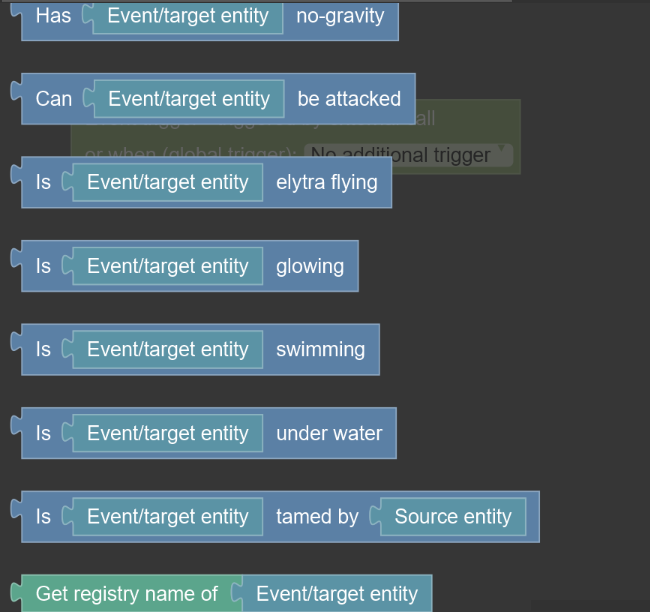 Has Event/target entity no-gravity
Can Event/target entity be attacked
all
or when (global trigger): No additional trigger
Is Event/target entity elytra flying
Is Event/target entity glowing
Is Event/target entity swimming
Is Event/target entity under water
Is Event/target entity tamed by Source entity
Get registry name of Event/target entity